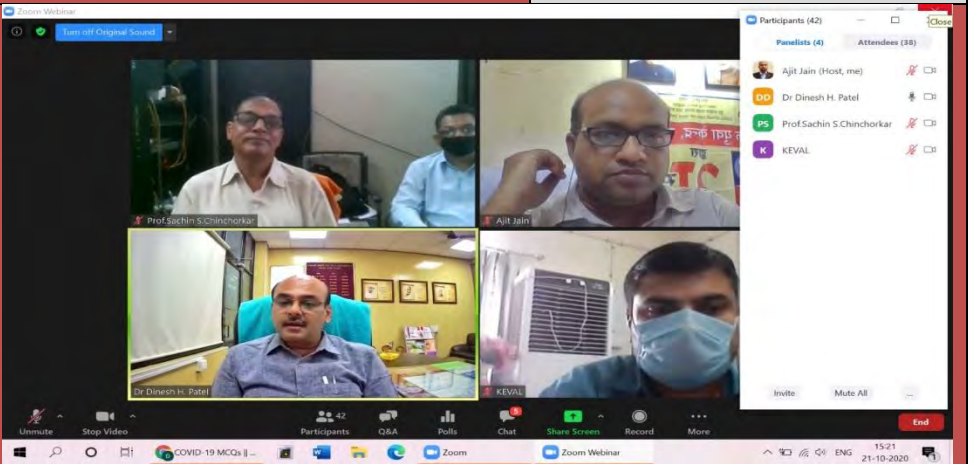 Zoom Webinar
Turn off Original Sound
Participants (42)
Close
Panelists (4)
Attendees (38)
Ajit Jain (Host, me)
DD
Dr Dinesh H. Patel
PS
Prof.Sachin S.Chinchorkar
K
KEVAL
Prof.Sachin S.Chinchorkar
Ajit Jain
Dr Dinesh H. Patel
KEVAL
Invite
Mute All
...
Unmute
Stop Video
42
Participants
Q&A
Polls
Chat
Share Screen
Record
More
End
COVID-19 MCQs || -...
Zoom
Zoom Webinar
ENG
15:21
21-10-2020